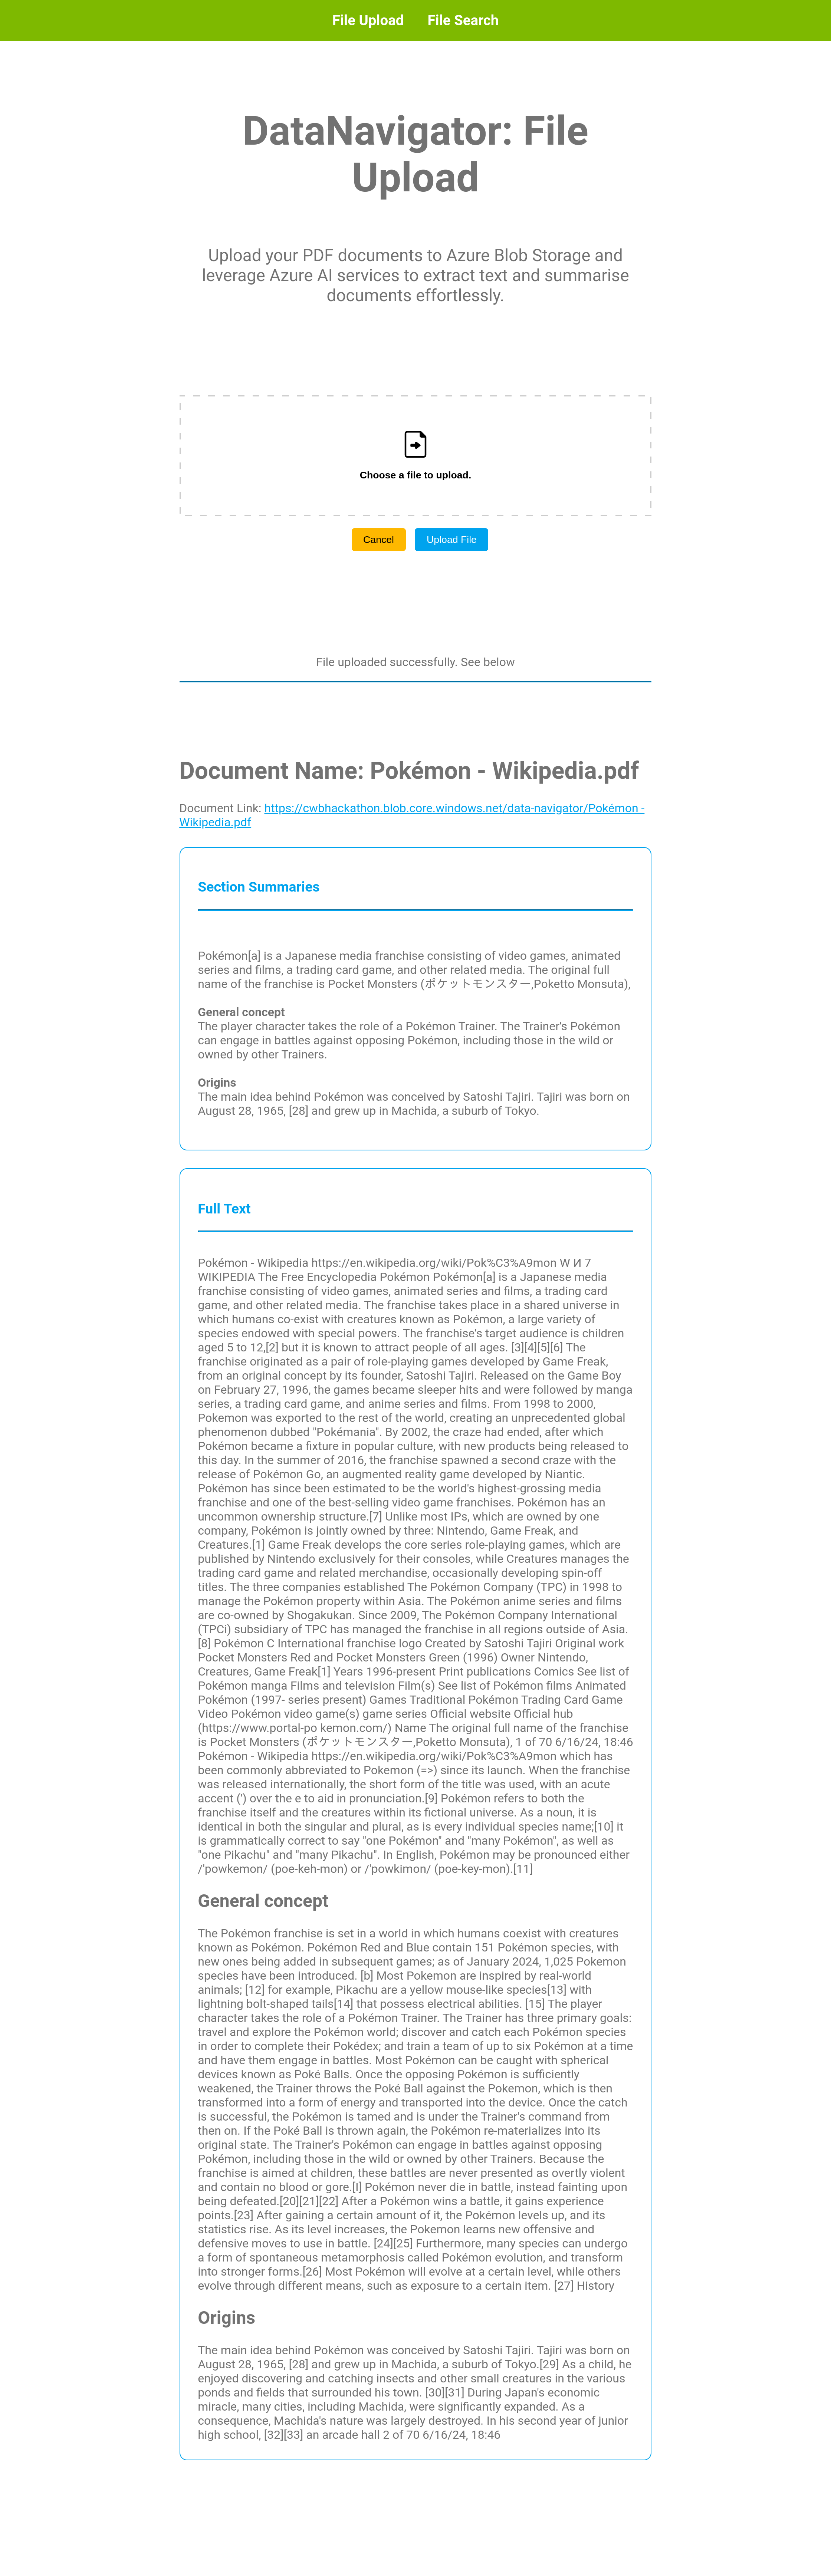 File Upload File Search
DataNavigator: File
Upload
Upload your PDF documents to Azure Blob Storage and
leverage Azure AI services to extract text and summarise
documents effortlessly.
Choose a file to upload.
Cancel Upload File
File uploaded successfully. See below
Document Name: Pokémon - Wikipedia.pdf
Document Link: https://cwbhackathon.blob.core.windows.net/data-navigator/Pokémon -
Wikipedia.pdf
Section Summaries
Pokémon[a] is a Japanese media franchise consisting of video games, animated
series and films, a trading card game, and other related media. The original full
name of the franchise is Pocket Monsters (ポケットモンスター,Poketto Monsuta),
General concept
The player character takes the role of a Pokémon Trainer. The Trainer's Pokémon
can engage in battles against opposing Pokémon, including those in the wild or
owned by other Trainers.
Origins
The main idea behind Pokémon was conceived by Satoshi Tajiri. Tajiri was born on
August 28, 1965, [28] and grew up in Machida, a suburb of Tokyo.
Full Text
Pokémon - Wikipedia https://en.wikipedia.org/wiki/Pok%C3%A9mon W И 7
WIKIPEDIA The Free Encyclopedia Pokémon Pokémon[a] is a Japanese media
franchise consisting of video games, animated series and films, a trading card
game, and other related media. The franchise takes place in a shared universe in
which humans co-exist with creatures known as Pokémon, a large variety of
species endowed with special powers. The franchise's target audience is children
aged 5 to 12,[2] but it is known to attract people of all ages. [3][4][5][6] The
franchise originated as a pair of role-playing games developed by Game Freak,
from an original concept by its founder, Satoshi Tajiri. Released on the Game Boy
on February 27, 1996, the games became sleeper hits and were followed by manga
series, a trading card game, and anime series and films. From 1998 to 2000,
Pokemon was exported to the rest of the world, creating an unprecedented global
phenomenon dubbed "Pokémania". By 2002, the craze had ended, after which
Pokémon became a fixture in popular culture, with new products being released to
this day. In the summer of 2016, the franchise spawned a second craze with the
release of Pokémon Go, an augmented reality game developed by Niantic.
Pokémon has since been estimated to be the world's highest-grossing media
franchise and one of the best-selling video game franchises. Pokémon has an
uncommon ownership structure.[7] Unlike most IPs, which are owned by one
company, Pokémon is jointly owned by three: Nintendo, Game Freak, and
Creatures.[1] Game Freak develops the core series role-playing games, which are
published by Nintendo exclusively for their consoles, while Creatures manages the
trading card game and related merchandise, occasionally developing spin-off
titles. The three companies established The Pokémon Company (TPC) in 1998 to
manage the Pokémon property within Asia. The Pokémon anime series and films
are co-owned by Shogakukan. Since 2009, The Pokémon Company International
(TPCi) subsidiary of TPC has managed the franchise in all regions outside of Asia.
[8] Pokémon C International franchise logo Created by Satoshi Tajiri Original work
Pocket Monsters Red and Pocket Monsters Green (1996) Owner Nintendo,
Creatures, Game Freak[1] Years 1996-present Print publications Comics See list of
Pokémon manga Films and television Film(s) See list of Pokémon films Animated
Pokémon (1997- series present) Games Traditional Pokémon Trading Card Game
Video Pokémon video game(s) game series Official website Official hub
(https://www.portal-po kemon.com/) Name The original full name of the franchise
is Pocket Monsters (ポケットモンスター,Poketto Monsuta), 1 of 70 6/16/24, 18:46
Pokémon - Wikipedia https://en.wikipedia.org/wiki/Pok%C3%A9mon which has
been commonly abbreviated to Pokemon (=>) since its launch. When the franchise
was released internationally, the short form of the title was used, with an acute
accent (') over the e to aid in pronunciation.[9] Pokémon refers to both the
franchise itself and the creatures within its fictional universe. As a noun, it is
identical in both the singular and plural, as is every individual species name;[10] it
is grammatically correct to say "one Pokémon" and "many Pokémon", as well as
"one Pikachu" and "many Pikachu". In English, Pokémon may be pronounced either
/'powkemon/ (poe-keh-mon) or /'powkimon/ (poe-key-mon).[11]
General concept
The Pokémon franchise is set in a world in which humans coexist with creatures
known as Pokémon. Pokémon Red and Blue contain 151 Pokémon species, with
new ones being added in subsequent games; as of January 2024, 1,025 Pokemon
species have been introduced. [b] Most Pokemon are inspired by real-world
animals; [12] for example, Pikachu are a yellow mouse-like species[13] with
lightning bolt-shaped tails[14] that possess electrical abilities. [15] The player
character takes the role of a Pokémon Trainer. The Trainer has three primary goals:
travel and explore the Pokémon world; discover and catch each Pokémon species
in order to complete their Pokédex; and train a team of up to six Pokémon at a time
and have them engage in battles. Most Pokémon can be caught with spherical
devices known as Poké Balls. Once the opposing Pokémon is sufficiently
weakened, the Trainer throws the Poké Ball against the Pokemon, which is then
transformed into a form of energy and transported into the device. Once the catch
is successful, the Pokémon is tamed and is under the Trainer's command from
then on. If the Poké Ball is thrown again, the Pokémon re-materializes into its
original state. The Trainer's Pokémon can engage in battles against opposing
Pokémon, including those in the wild or owned by other Trainers. Because the
franchise is aimed at children, these battles are never presented as overtly violent
and contain no blood or gore.[I] Pokémon never die in battle, instead fainting upon
being defeated.[20][21][22] After a Pokémon wins a battle, it gains experience
points.[23] After gaining a certain amount of it, the Pokémon levels up, and its
statistics rise. As its level increases, the Pokemon learns new offensive and
defensive moves to use in battle. [24][25] Furthermore, many species can undergo
a form of spontaneous metamorphosis called Pokémon evolution, and transform
into stronger forms.[26] Most Pokémon will evolve at a certain level, while others
evolve through different means, such as exposure to a certain item. [27] History
Origins
The main idea behind Pokémon was conceived by Satoshi Tajiri. Tajiri was born on
August 28, 1965, [28] and grew up in Machida, a suburb of Tokyo.[29] As a child, he
enjoyed discovering and catching insects and other small creatures in the various
ponds and fields that surrounded his town. [30][31] During Japan's economic
miracle, many cities, including Machida, were significantly expanded. As a
consequence, Machida's nature was largely destroyed. In his second year of junior
high school, [32][33] an arcade hall 2 of 70 6/16/24, 18:46